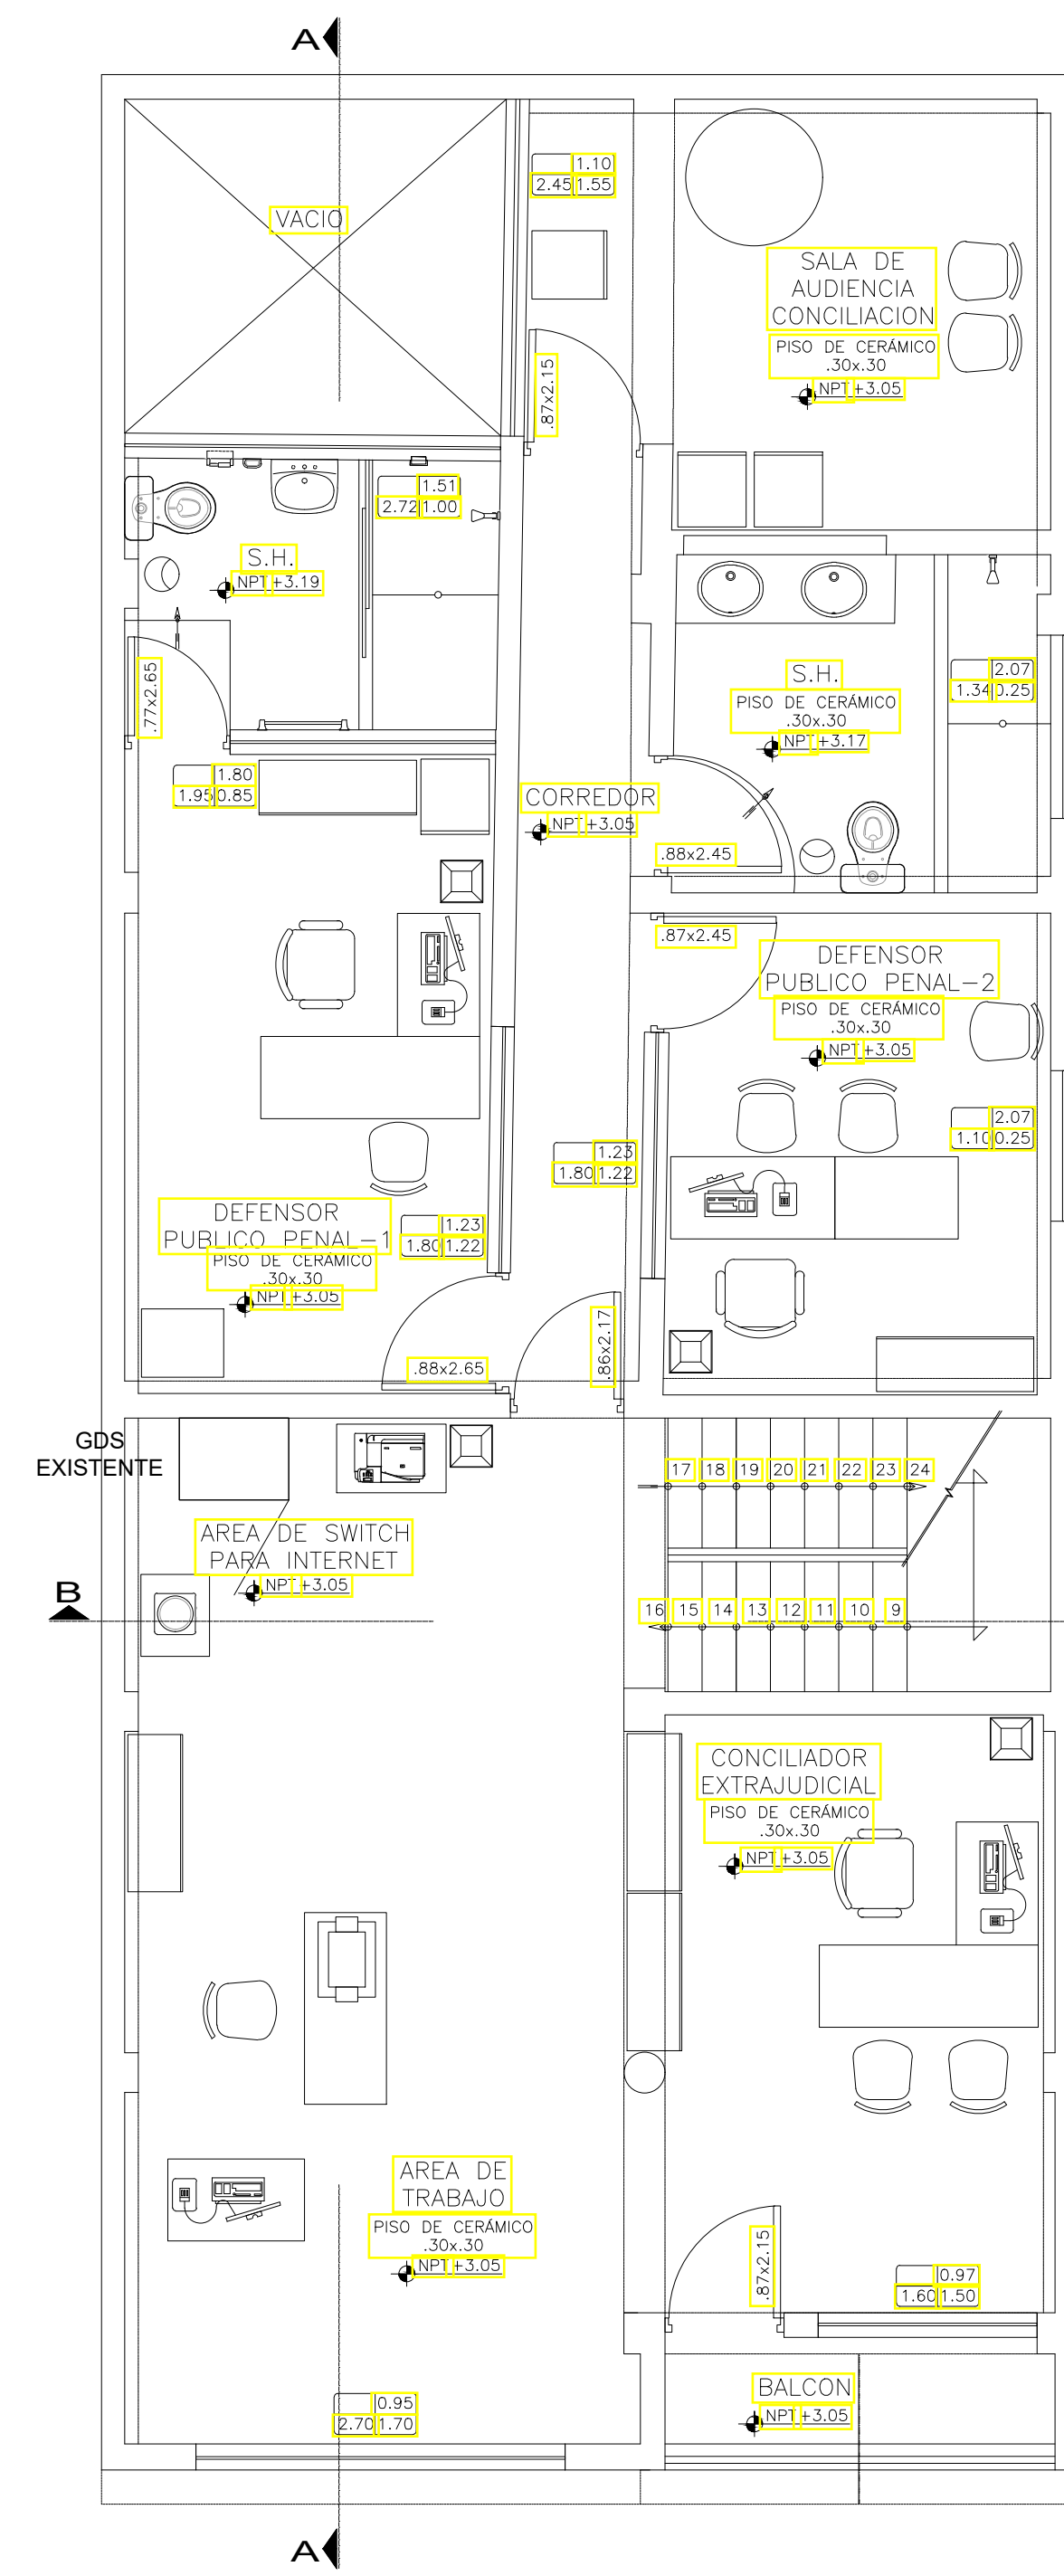 A
1.10
2.45 1.55
VACIO
SALA DE
AUDIENCIA
CONCILIACION
PISO DE CERÁMICO
.30x.30
NPT +3.05
.87x2.15
1.51
2.72 1.00
S.H.
NPT +3.19
.77x2.65
2.07
1.34 0.25
S.H.
PISO DE CERÁMICO
.30x.30
NPT +3.17
1.80
1.95 0.85
CORREDOR
NPT +3.05
.88x2.45
.87x2.45
DEFENSOR
PUBLICO PENAL-2
PISO DE CERÁMICO
.30x.30
NPT +3.05
2.07
1.10 0.25
1.23
1.80 1.22
DEFENSOR
PUBLICO PENAL-1
1.23
1.80 1.22
PISO DE CERÁMICO
.30x.30
NPT +3.05
.88x2.65
.86x2.17
GDS
EXISTENTE
17 18 19 20 21 22 23 24
AREA DE SWITCH
PARA INTERNET
NPT +3.05
B
16 15 14 13 12 11 10 9
CONCILIADOR
EXTRAJUDICIAL
PISO DE CERÁMICO
.30x.30
NPT +3.05
AREA DE
TRABAJO
PISO DE CERÁMICO
.30x.30
NPT +3.05
.87x2.15
0.97
1.60 1.50
BALCON
NPT +3.05
0.95
2.70 1.70
A